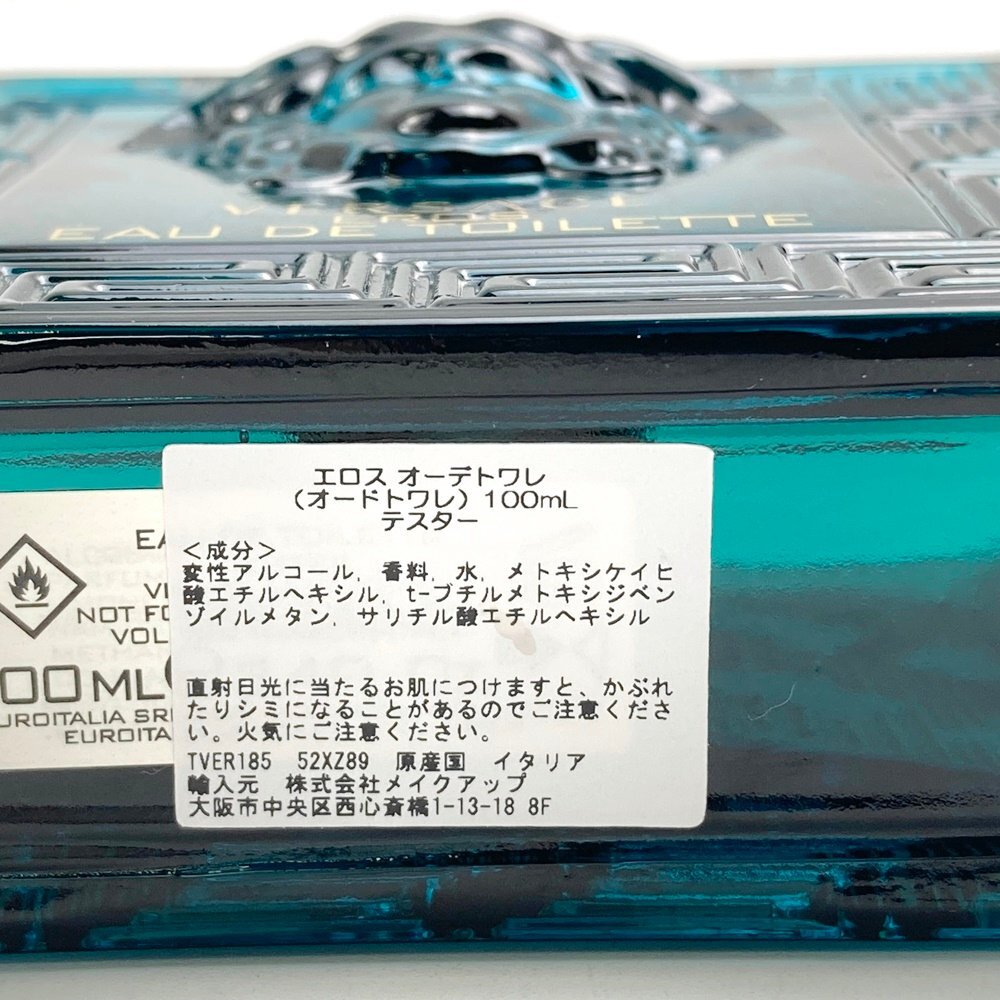 EROS
EAU DE TOILETTE
エロス オーデトワレ
(オードトワレ) 100mL
テスター
<成分>
変性アルコール, 香料, 水, メトキシケイヒ
酸エチルヘキシル, t-ブチルメトキシジベン
ゾイルメタン, サリチル酸エチルヘキシル
直射日光に当たるお肌につけますと、かぶれ
たりシミになることがあるのでご注意くださ
い。火気にご注意ください。
TVER185 52XZ89 原産国 イタリア
輸入元 株式会社メイクアップ
大阪市中央区西心斎橋1-13-18 8F
EA
VE
NOT FO
VOL
00 ML
UROITALIA SRL
EUROITA